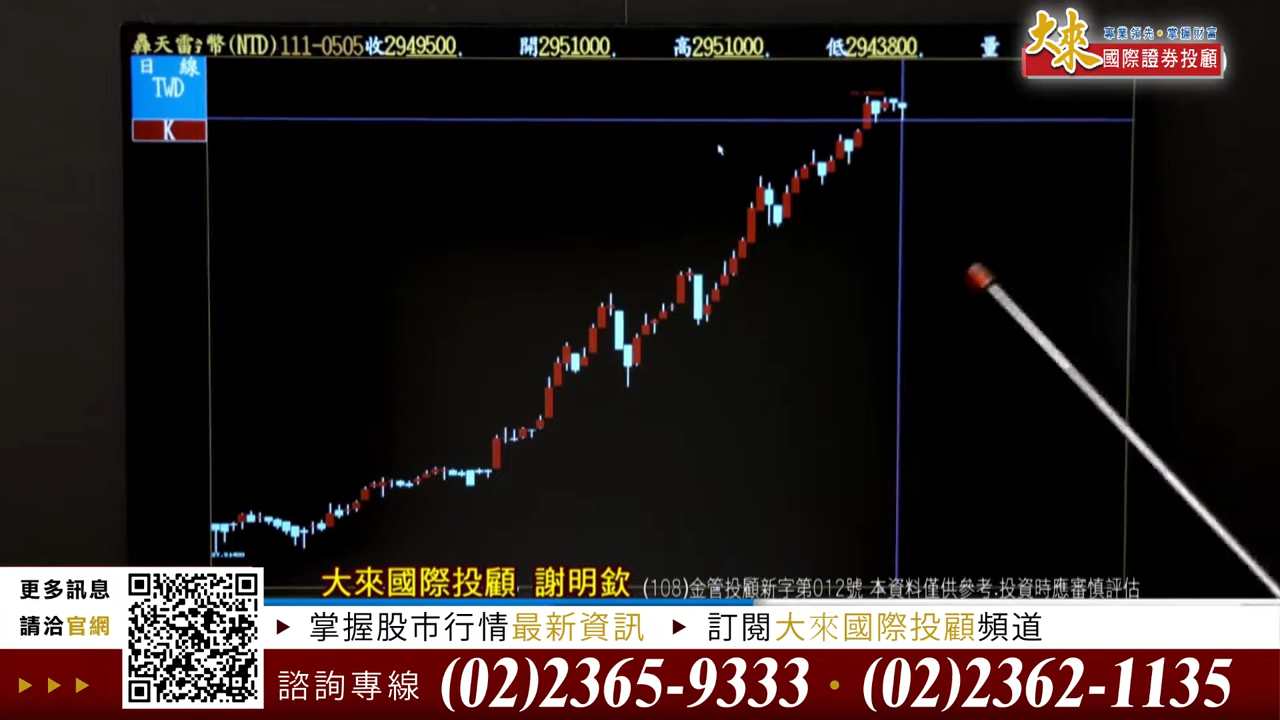 轟天雷 幣(NTD)111-0505收2949500. 開2951000. 高2951000. 低2943800. 量
日 線
TWD
K
大來
專業領先•掌握財富
國際證券投顧
大來國際投顧 謝明欽 (108)金管投顧新字第012號 本資料僅供參考.投資時應審慎評估
更多訊息
請洽官網
掌握股市行情最新資訊 訂閱大來國際投顧頻道
諮詢專線 (02)2365-9333 • (02)2362-1135